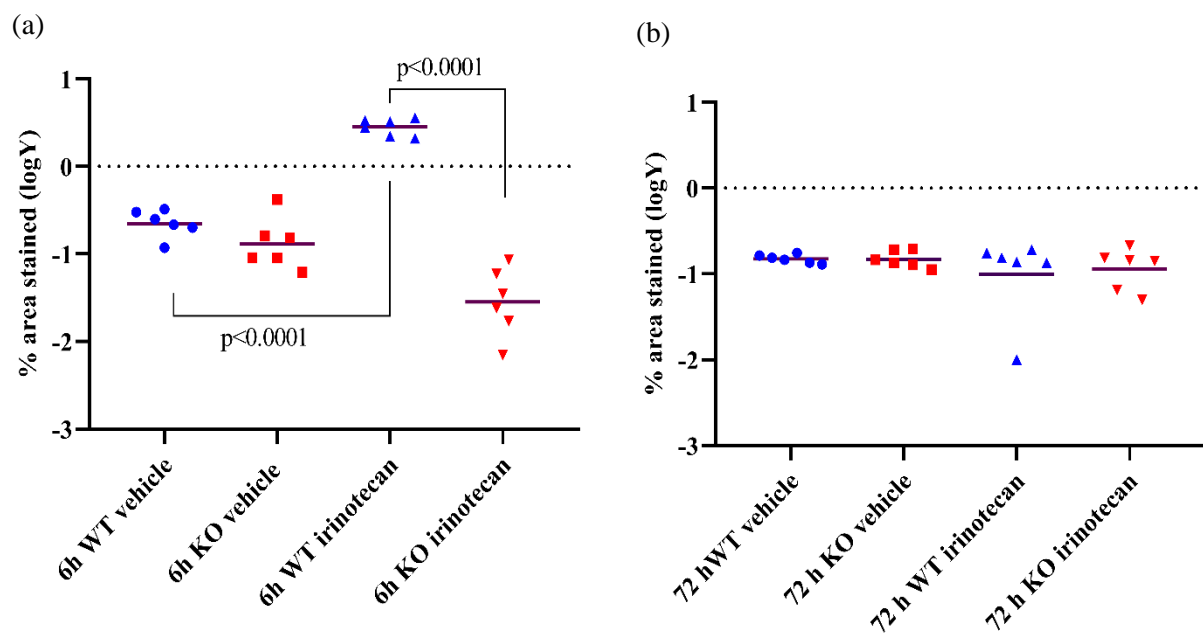 (a)
% area stained (logY)
1
0
-1
-2
-3
p<0.0001
p<0.0001
6h WT vehicle
6h KO vehicle
6h WT irinotecan
6h KO irinotecan
(b)
% area stained (logY)
1
0
-1
-2
-3
72 hWT vehicle
72 h KO vehicle
72 h WT irinotecan
72 h KO irinotecan